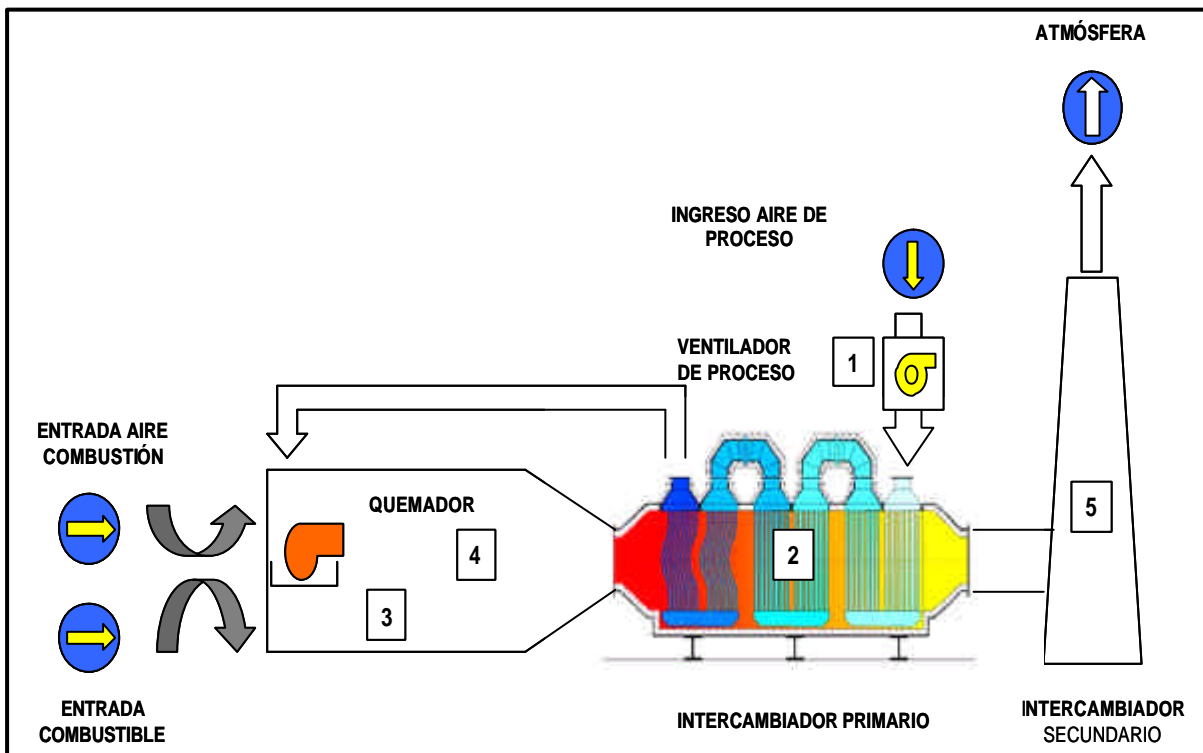 ATMÓSFERA
INGRESO AIRE DE
PROCESO
VENTILADOR
DE PROCESO
1
ENTRADA AIRE
COMBUSTIÓN
QUEMADOR
4
2
5
3
ENTRADA
COMBUSTIBLE
INTERCAMBIADOR PRIMARIO
INTERCAMBIADOR
SECUNDARIO